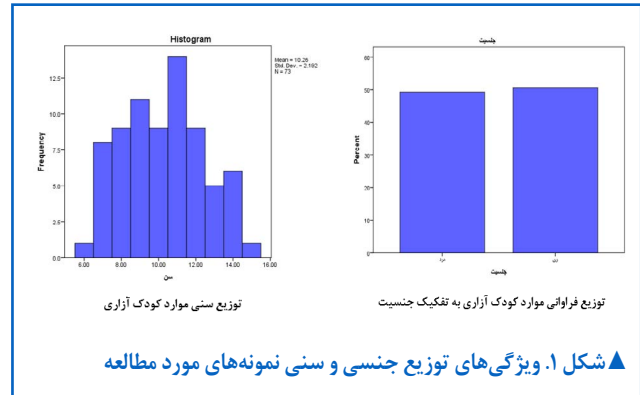 Histogram
Mean = 10.26
Std. Dev. = 2.182
N = 73
Frequency
12.5
10.0
7.5
5.0
2.5
0.0
6.00 8.00 10.00 12.00 14.00 16.00
سن
توزیع سنی موارد کودک آزاری
جنسیت
Percent
60
50
40
30
20
10
0
مرد زن
جنسیت
توزیع فراوانی موارد کودک آزاری به تفکیک جنسیت
▲شکل ۱. ویژگی‌های توزیع جنسی و سنی نمونه‌های مورد مطالعه